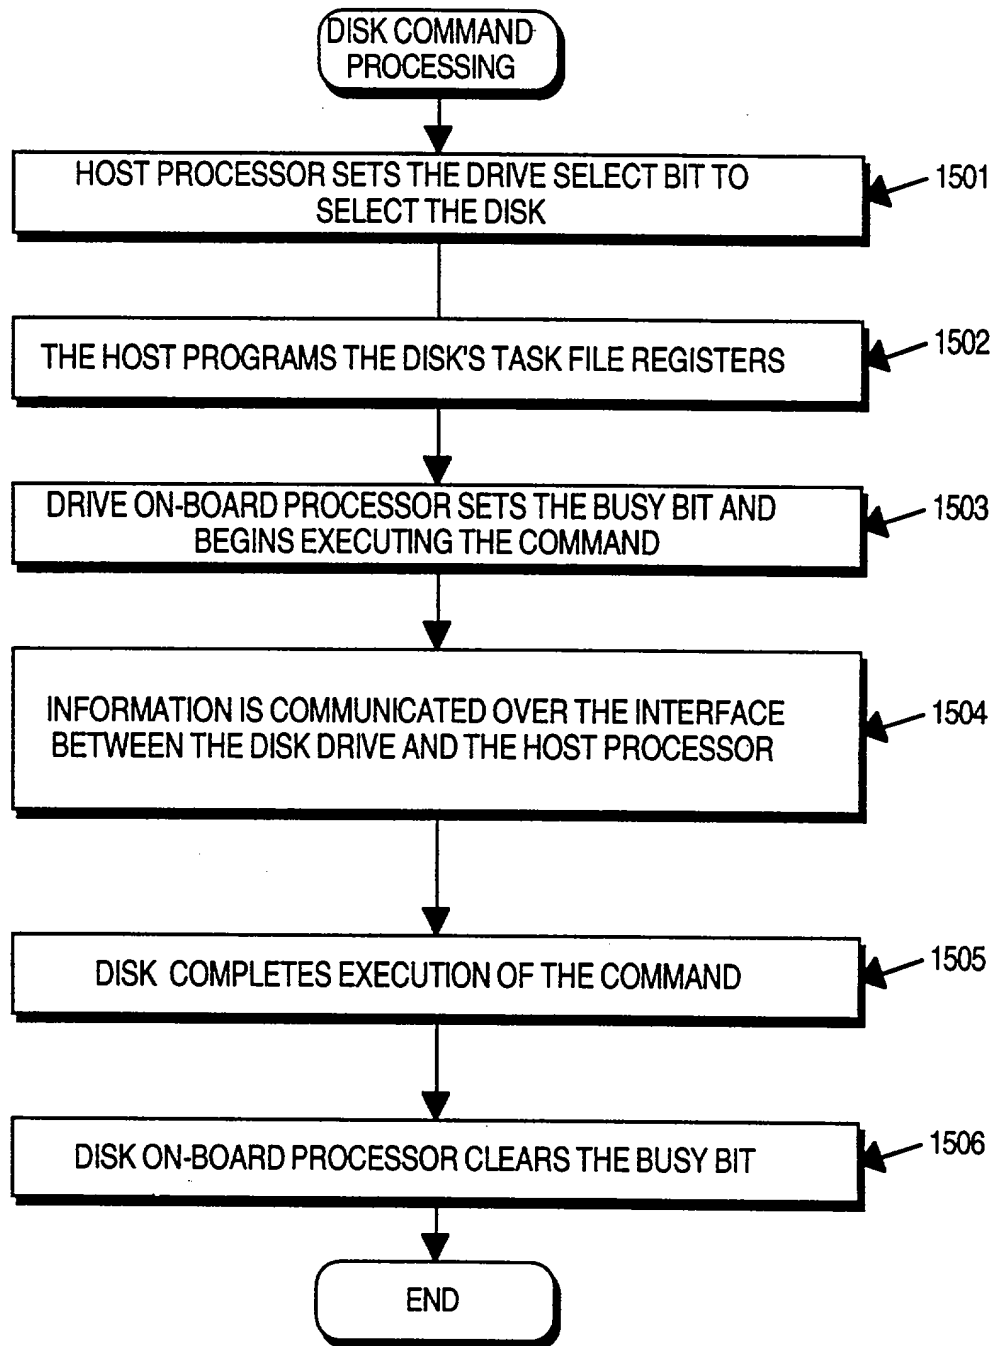 DISK COMMAND
PROCESSING
HOST PROCESSOR SETS THE DRIVE SELECT BIT TO
SELECT THE DISK
1501
THE HOST PROGRAMS THE DISK'S TASK FILE REGISTERS
1502
DRIVE ON-BOARD PROCESSOR SETS THE BUSY BIT AND
BEGINS EXECUTING THE COMMAND
1503
INFORMATION IS COMMUNICATED OVER THE INTERFACE
BETWEEN THE DISK DRIVE AND THE HOST PROCESSOR
1504
DISK COMPLETES EXECUTION OF THE COMMAND
1505
DISK ON-BOARD PROCESSOR CLEARS THE BUSY BIT
1506
END